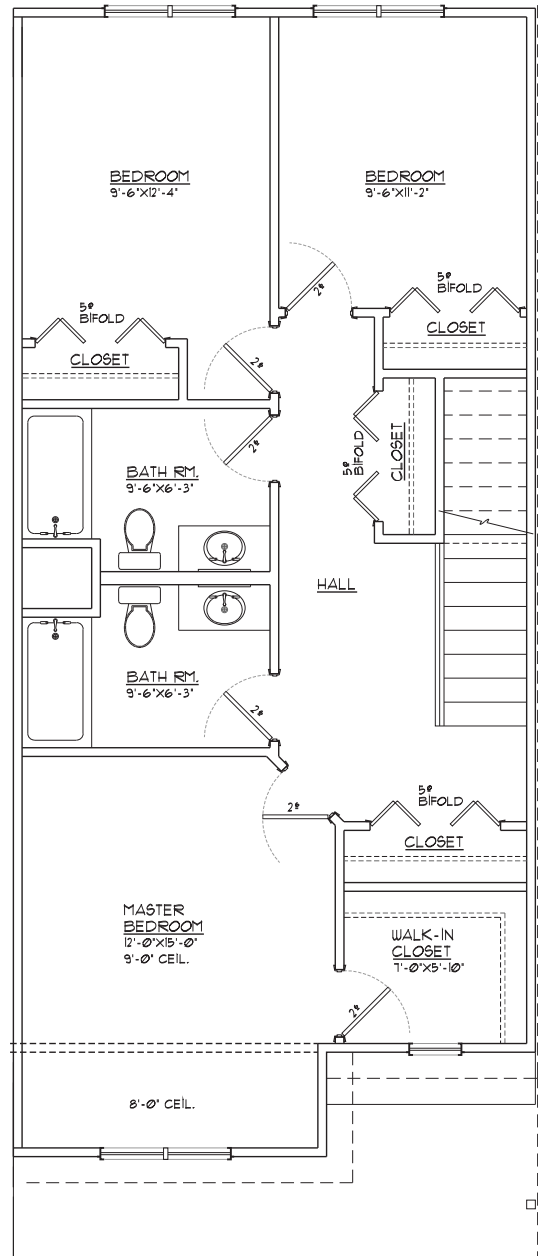 BEDROOM
9'-6"X12'-4"
BEDROOM
9'-6"X11'-2"
2⁸
5⁰
BIFOLD
CLOSET
5⁰
BIFOLD
CLOSET
2⁸
2⁸
5⁰
BIFOLD
CLOSET
BATH RM.
9'-6"X6'-3"
HALL
BATH RM.
9'-6"X6'-3"
2⁸
2⁸
5⁰
BIFOLD
CLOSET
MASTER
BEDROOM
12'-0"X15'-0"
9'-0" CEIL.
WALK-IN
CLOSET
7'-0"X5'-10"
2⁸
8'-0" CEIL.